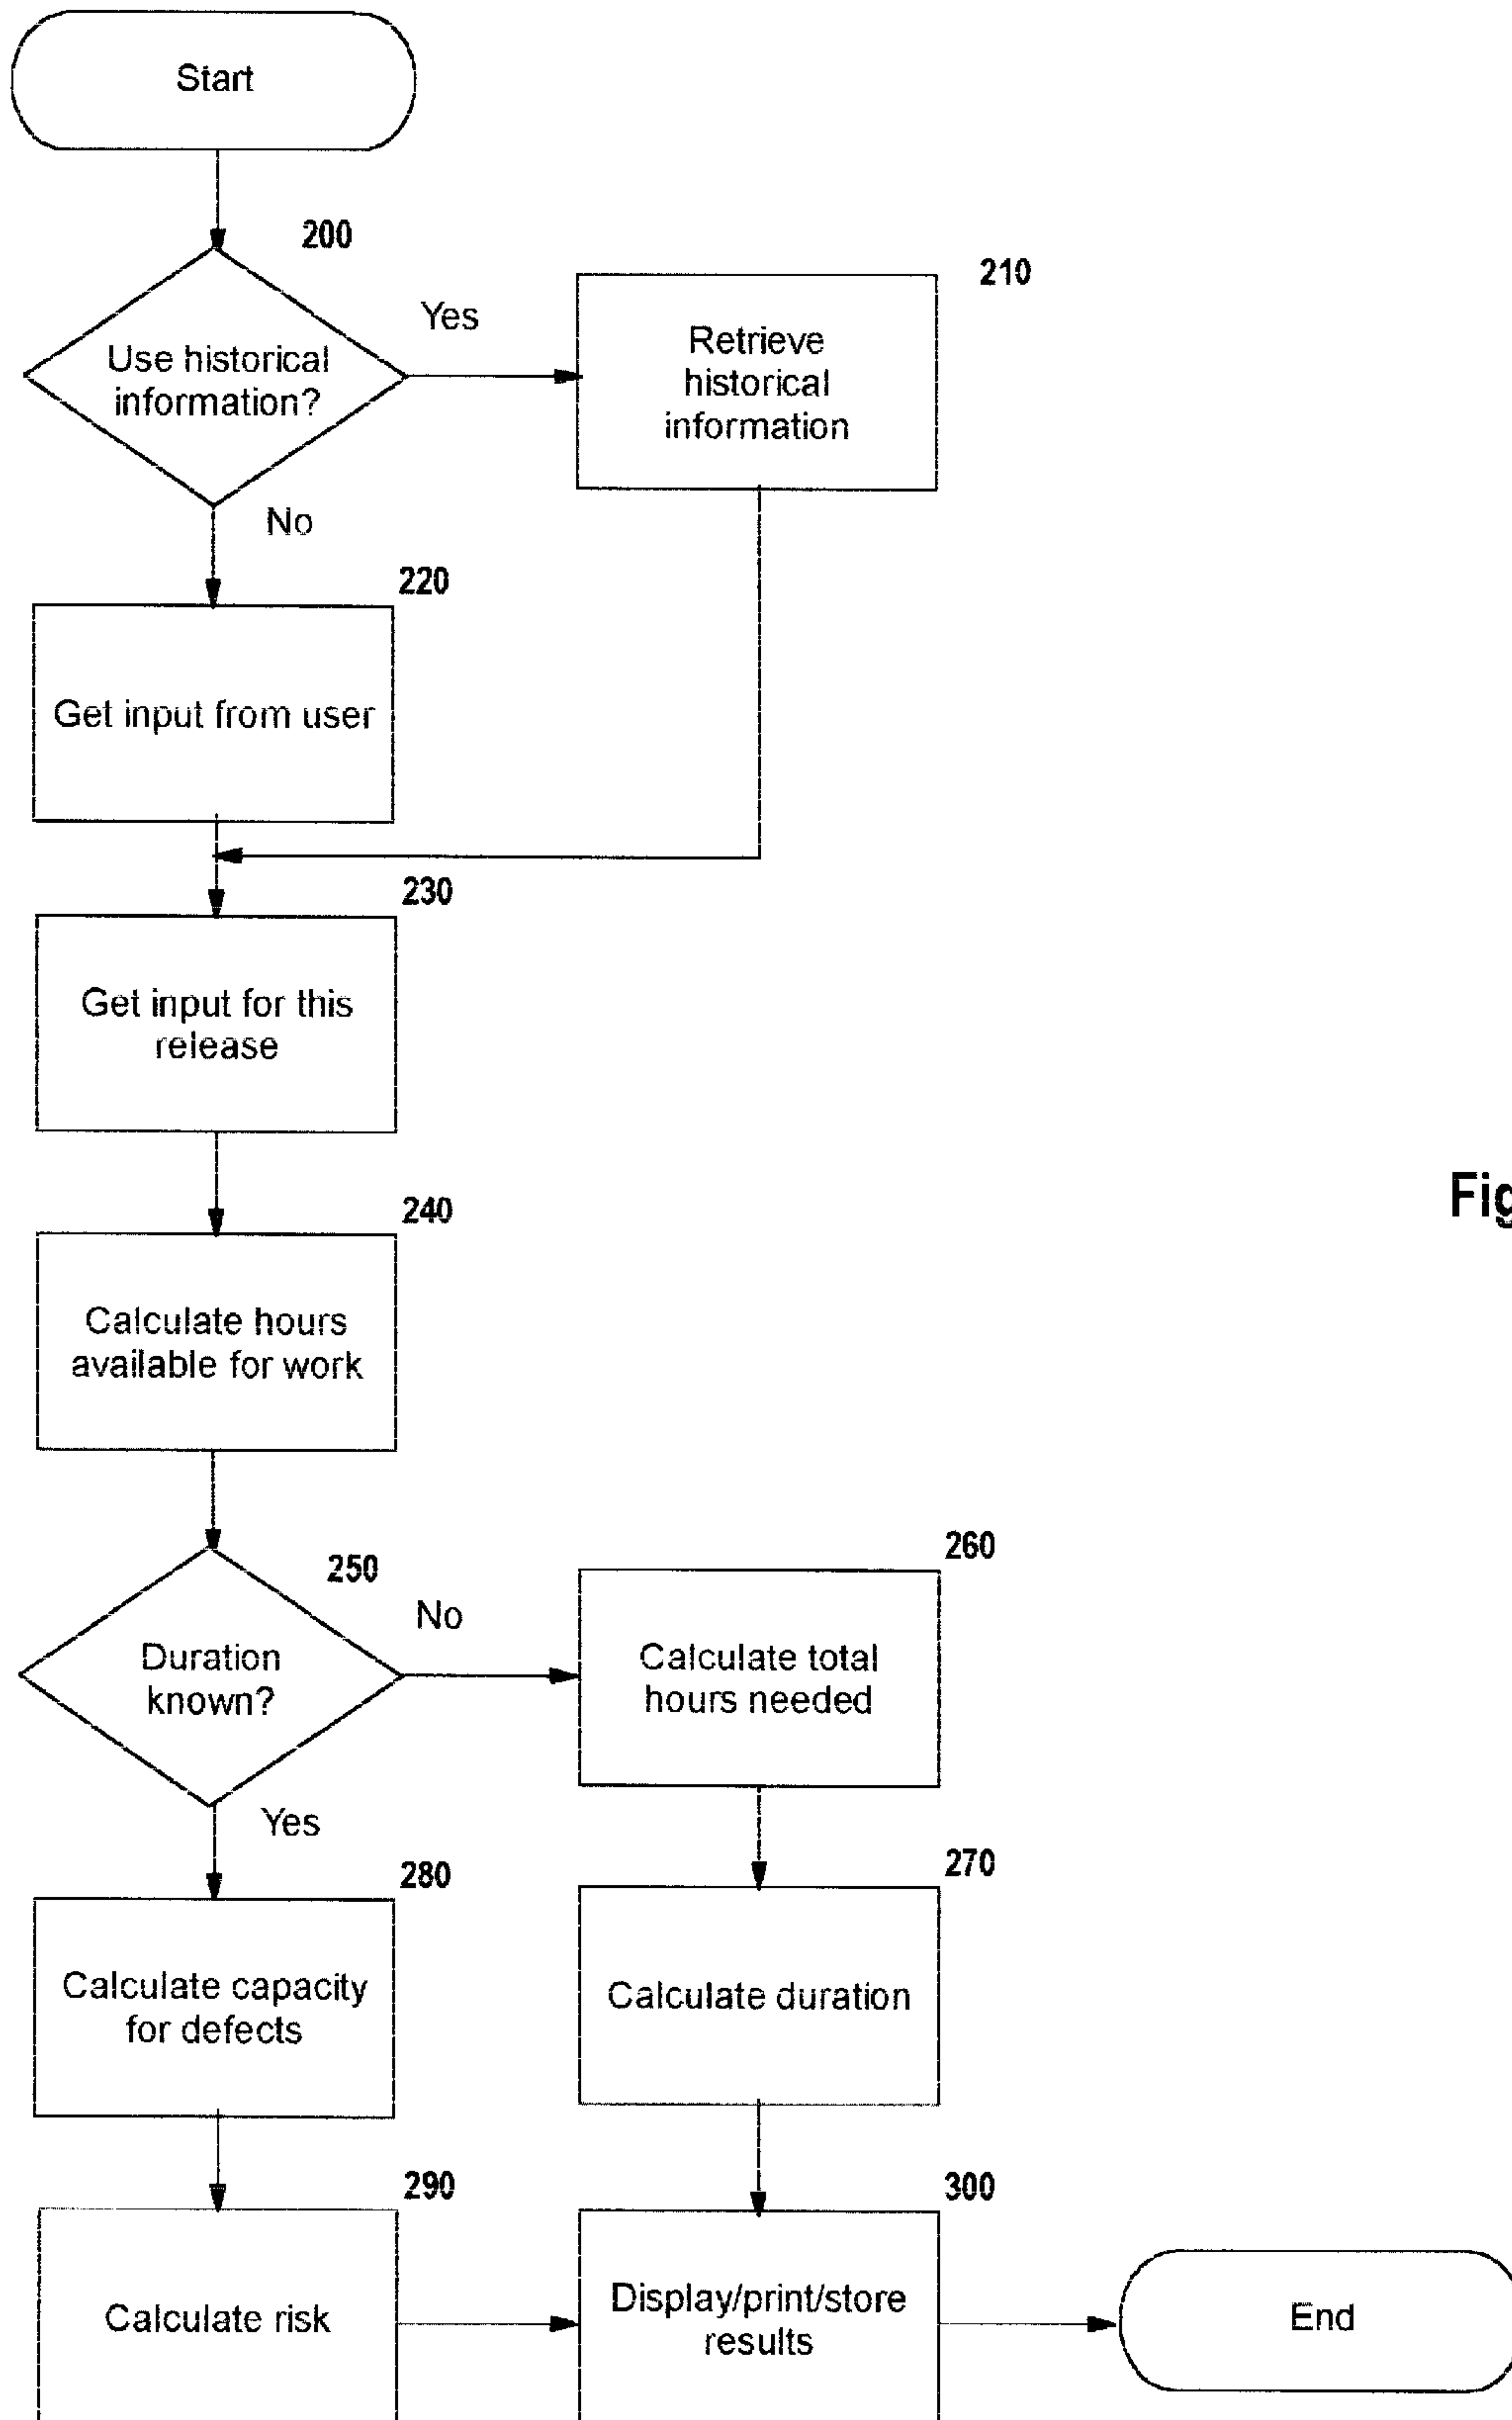 Start
200
Use historical
information?
Yes
210
Retrieve
historical
information
No
220
Get input from user
230
Get input for this
release
240
Calculate hours
available for work
Fig
250
Duration
known?
No
260
Calculate total
hours needed
Yes
280
Calculate capacity
for defects
270
Calculate duration
290
Calculate risk
300
Display/print/store
results
End